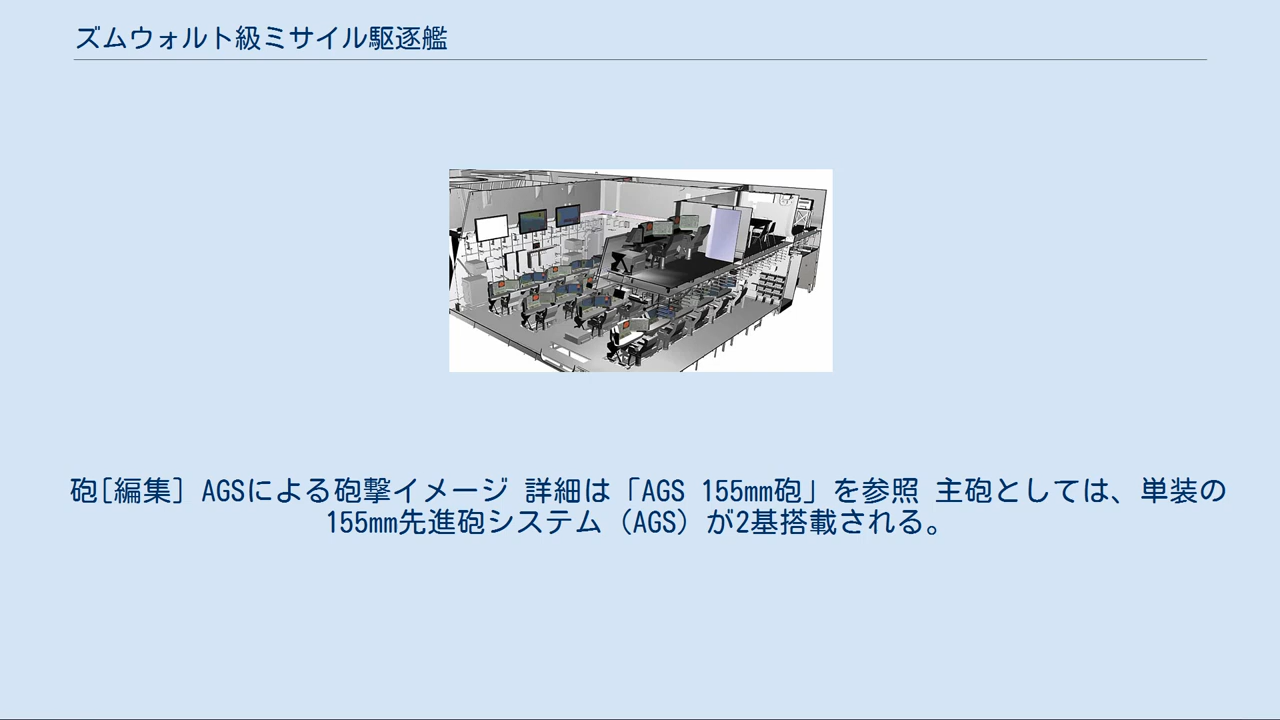 ズムウォルト級ミサイル駆逐艦
砲[編集] AGSによる砲撃イメージ 詳細は「AGS 155mm砲」を参照 主砲としては、単装の
155mm先進砲システム（AGS）が2基搭載される。